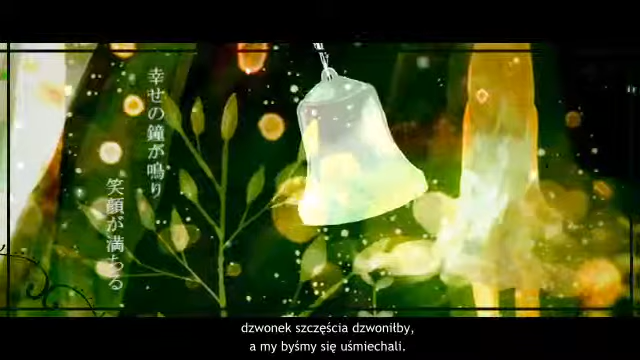 幸せの鐘が鳴り
笑顔が満ちる
dzwonek szczęścia dzwoniłby,
a my byśmy się uśmiechali.